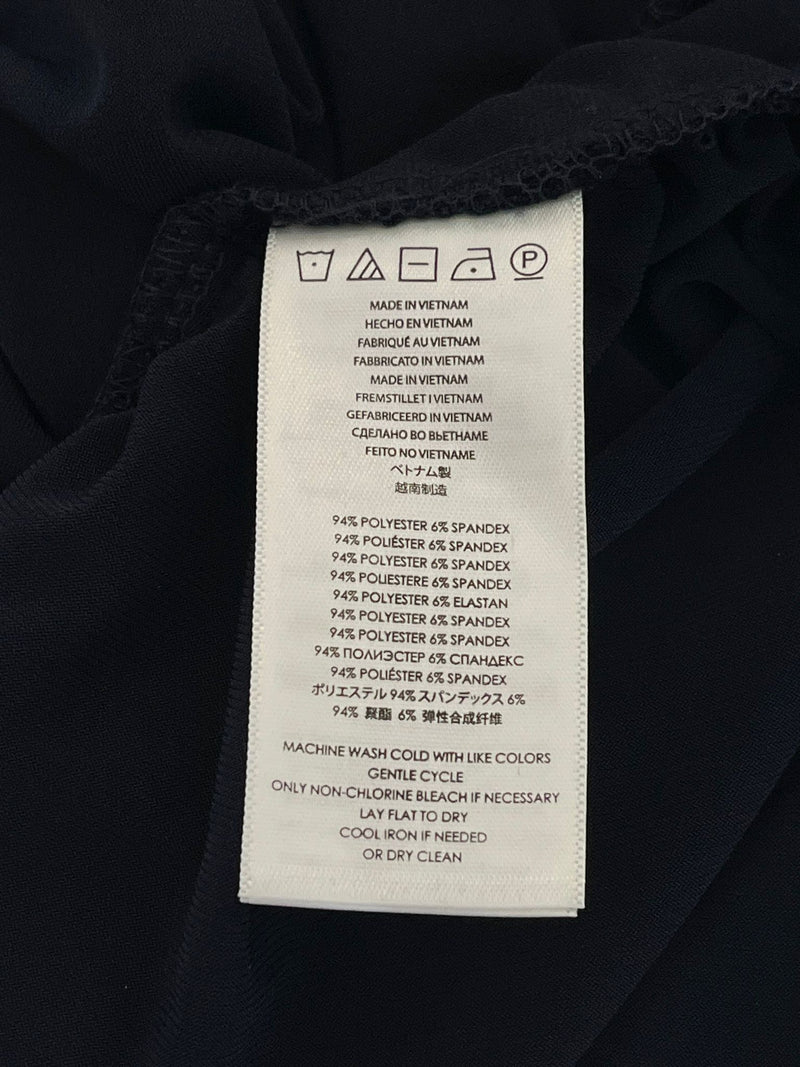 P
MADE IN VIETNAM
HECHO EN VIETNAM
FABRIQUÉ AU VIETNAM
FABBRICATO IN VIETNAM
MADE IN VIETNAM
FREMSTILLET I VIETNAM
GEFABRICEERD IN VIETNAM
СДЕЛАНО ВО ВЬЕТНАМЕ
FEITO NO VIETNAME
ベトナム製
越南制造
94% POLYESTER 6% SPANDEX
94% POLIÉSTER 6% SPANDEX
94% POLYESTER 6% SPANDEX
94% POLIESTERE 6% SPANDEX
94% POLYESTER 6% ELASTAN
94% POLYESTER 6% SPANDEX
94% POLYESTER 6% SPANDEX
94% ПОЛИЭСТЕР 6% СПАНДЕКС
94% POLIÉSTER 6% SPANDEX
ポリエステル 94% スパンデックス 6%
94% 聚酯 6% 弹性合成纤维
MACHINE WASH COLD WITH LIKE COLORS
GENTLE CYCLE
ONLY NON-CHLORINE BLEACH IF NECESSARY
LAY FLAT TO DRY
COOL IRON IF NEEDED
OR DRY CLEAN